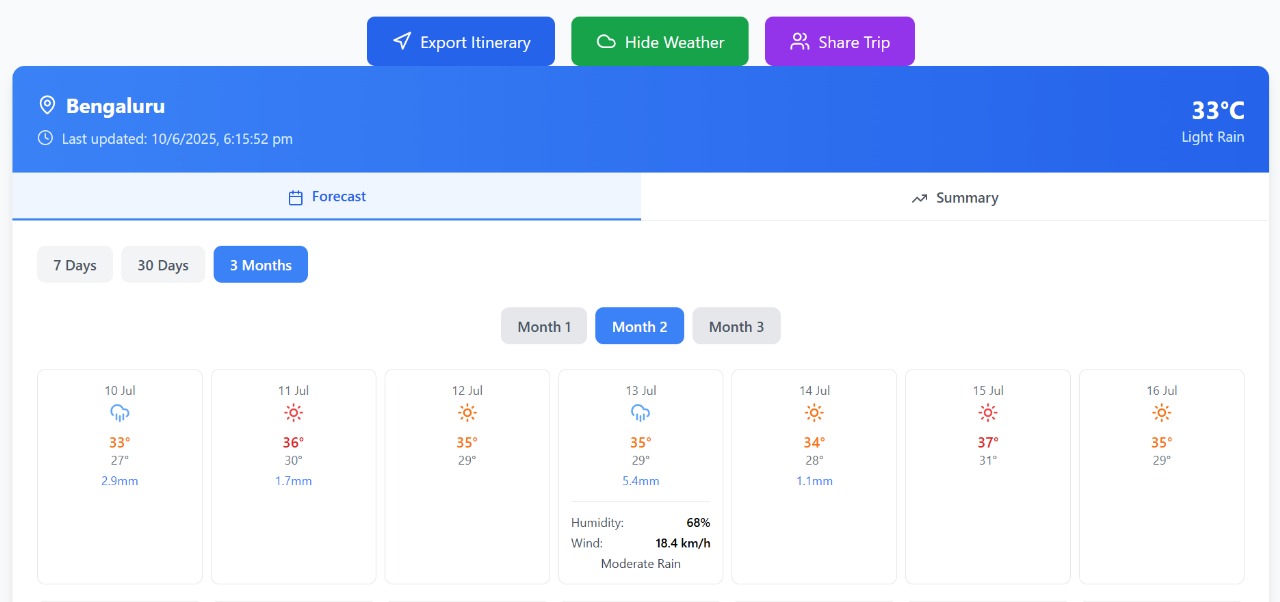 Export Itinerary
Hide Weather
Share Trip
Bengaluru
Last updated: 10/6/2025, 6:15:52 pm
33°C
Light Rain
Forecast
Summary
7 Days
30 Days
3 Months
Month 1
Month 2
Month 3
10 Jul
33°
27°
2.9mm
11 Jul
36°
30°
1.7mm
12 Jul
35°
29°
13 Jul
35°
29°
5.4mm
Humidity: 68%
Wind: 18.4 km/h
Moderate Rain
14 Jul
34°
28°
1.1mm
15 Jul
37°
31°
16 Jul
35°
29°